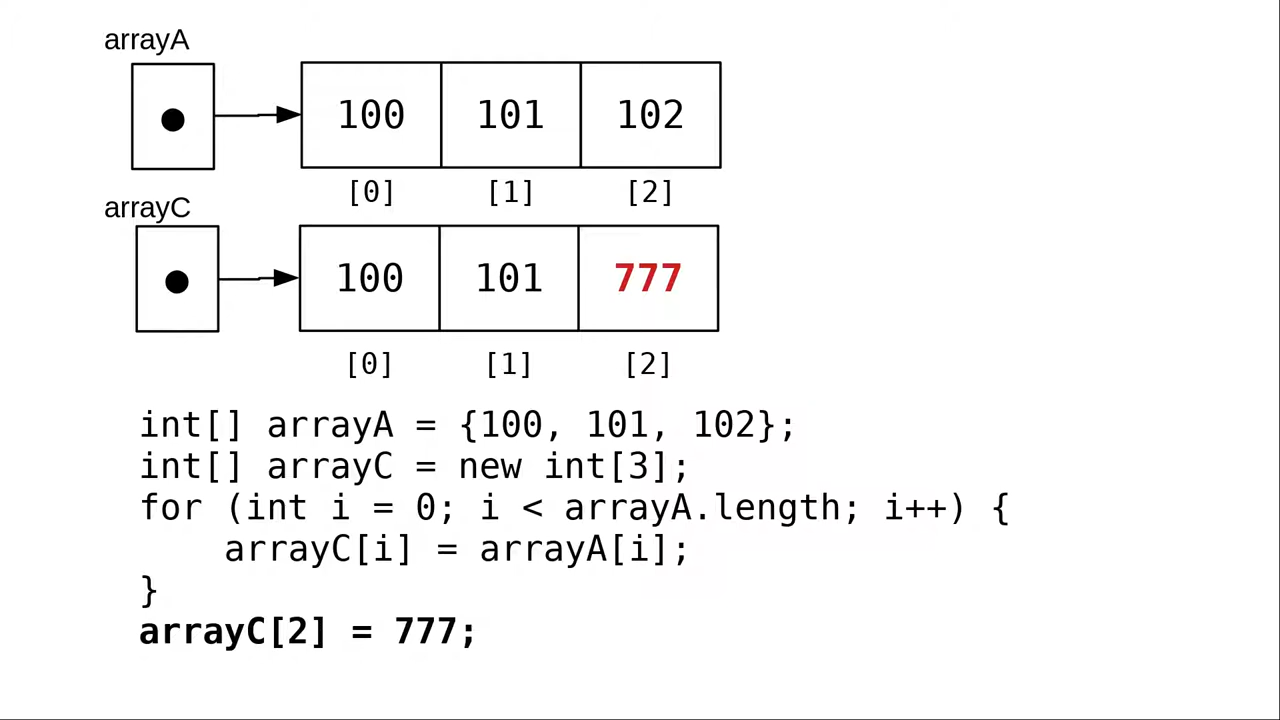 arrayA
100 101 102
[0] [1] [2]
arrayC
100 101 777
[0] [1] [2]
int[] arrayA = {100, 101, 102};
int[] arrayC = new int[3];
for (int i = 0; i < arrayA.length; i++) {
    arrayC[i] = arrayA[i];
}
arrayC[2] = 777;